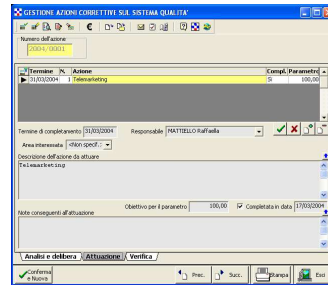 GESTIONE AZIONI CORRETTIVE SUL SISTEMA QUALITA'
Numero dell'azione
2004/0001
Termine N. Azione Compl. Parametro
31/03/2004 1 Telemarketing Si 100,00
Termine di completamento 31/03/2004 Responsabile MATTIELLO Raffaella
Area interessata <Non specif.:
Descrizione dell'azione da attuare
Telemarketing
Obiettivo per il parametro 100,00 Completata in data 17/03/2004
Note conseguenti all'attuazione
Analisi e delibera Attuazione Verifica
Conferma e Nuova Prec. Succ. Stampa Esci